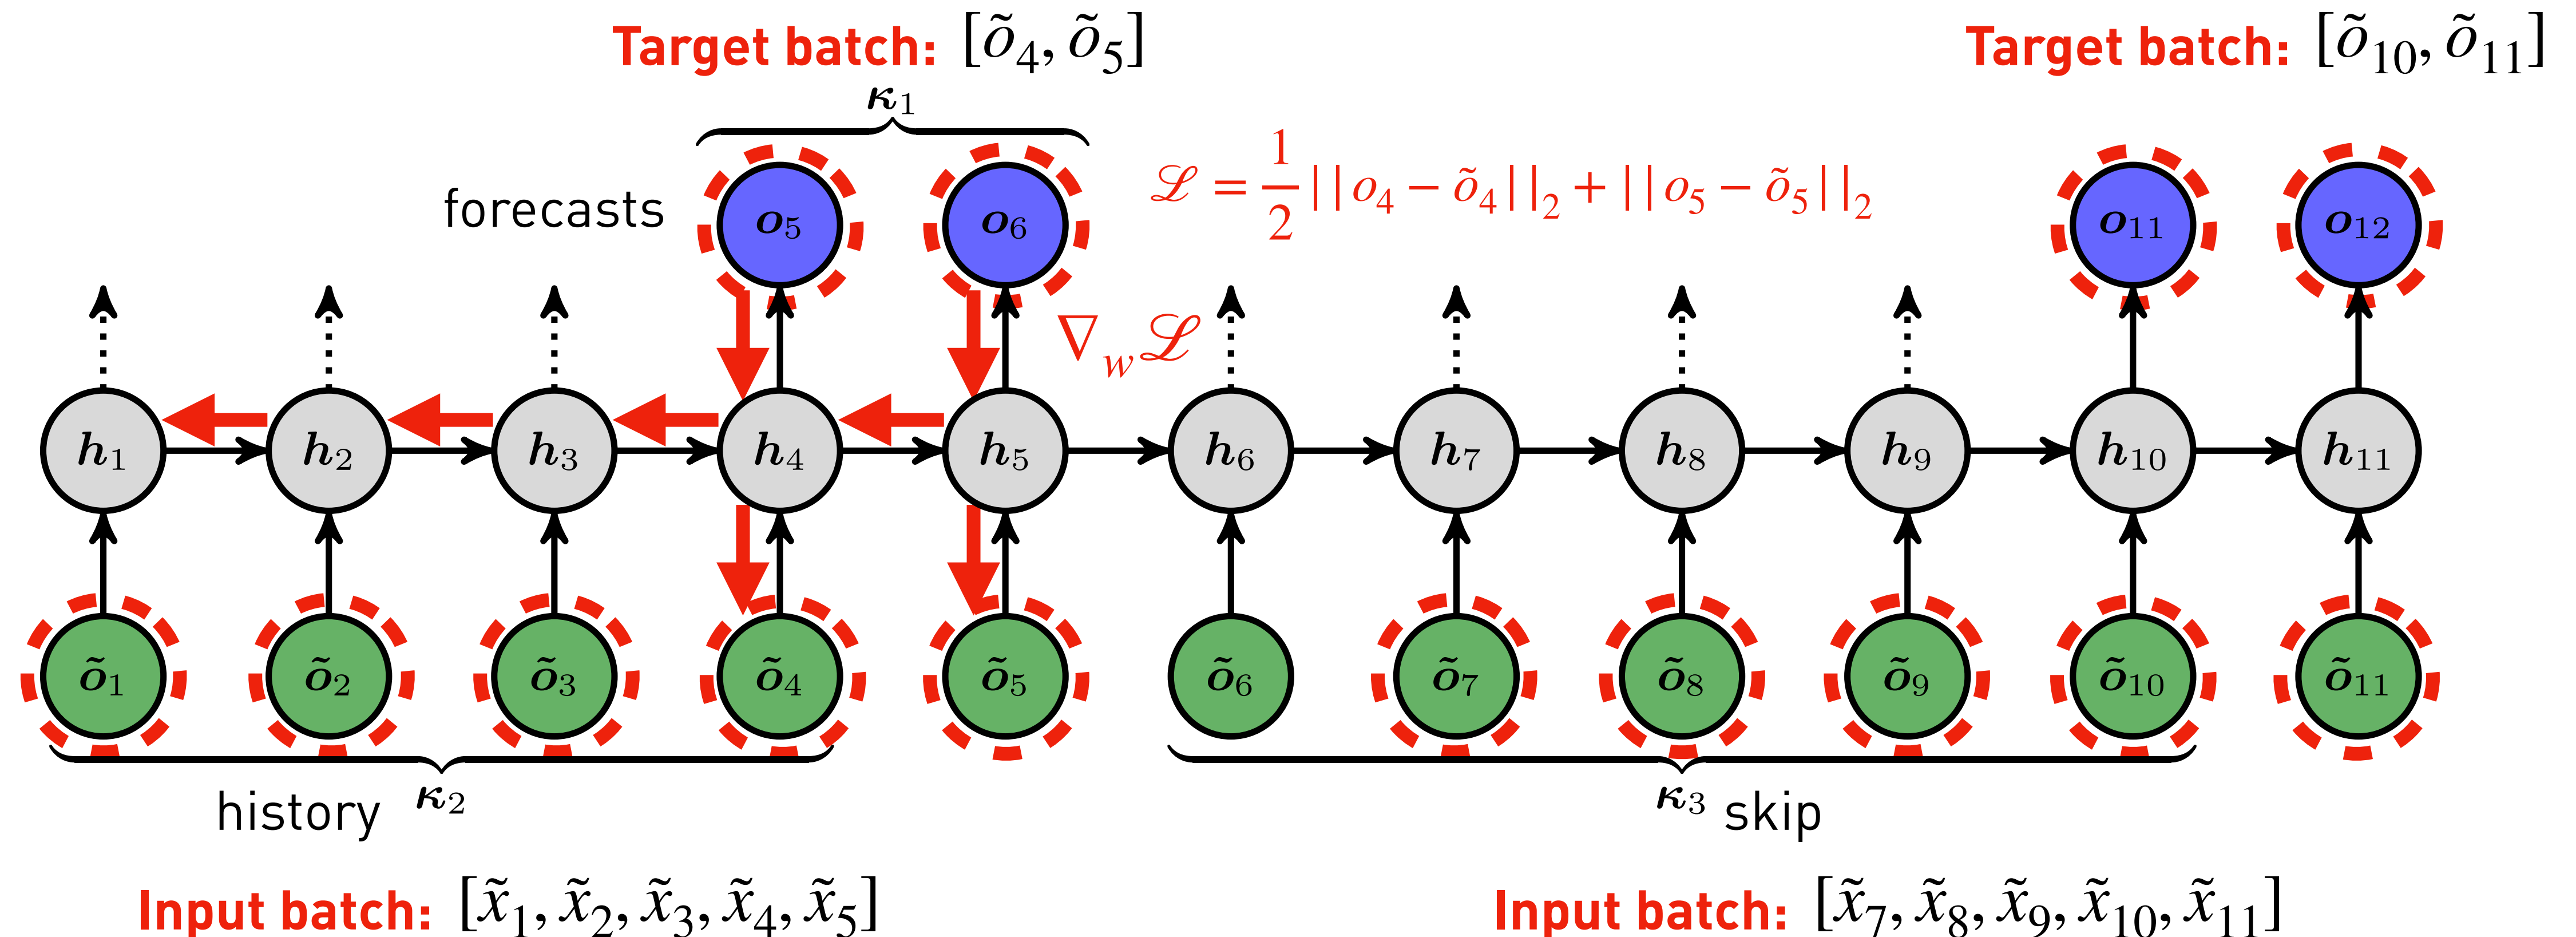 Target batch: [õ₄, õ₅]
Target batch: [õ₁₀, õ₁₁]
κ₁
forecasts
o₅
o₆
ℒ = 1/2 ||o₄ − õ₄||₂ + ||o₅ − õ₅||₂
o₁₁
o₁₂
∇_w ℒ
h₁
h₂
h₃
h₄
h₅
h₆
h₇
h₈
h₉
h₁₀
h₁₁
õ₁
õ₂
õ₃
õ₄
õ₅
õ₆
õ₇
õ₈
õ₉
õ₁₀
õ₁₁
history κ₂
κ₃ skip
Input batch: [x̃₁, x̃₂, x̃₃, x̃₄, x̃₅]
Input batch: [x̃₇, x̃₈, x̃₉, x̃₁₀, x̃₁₁]